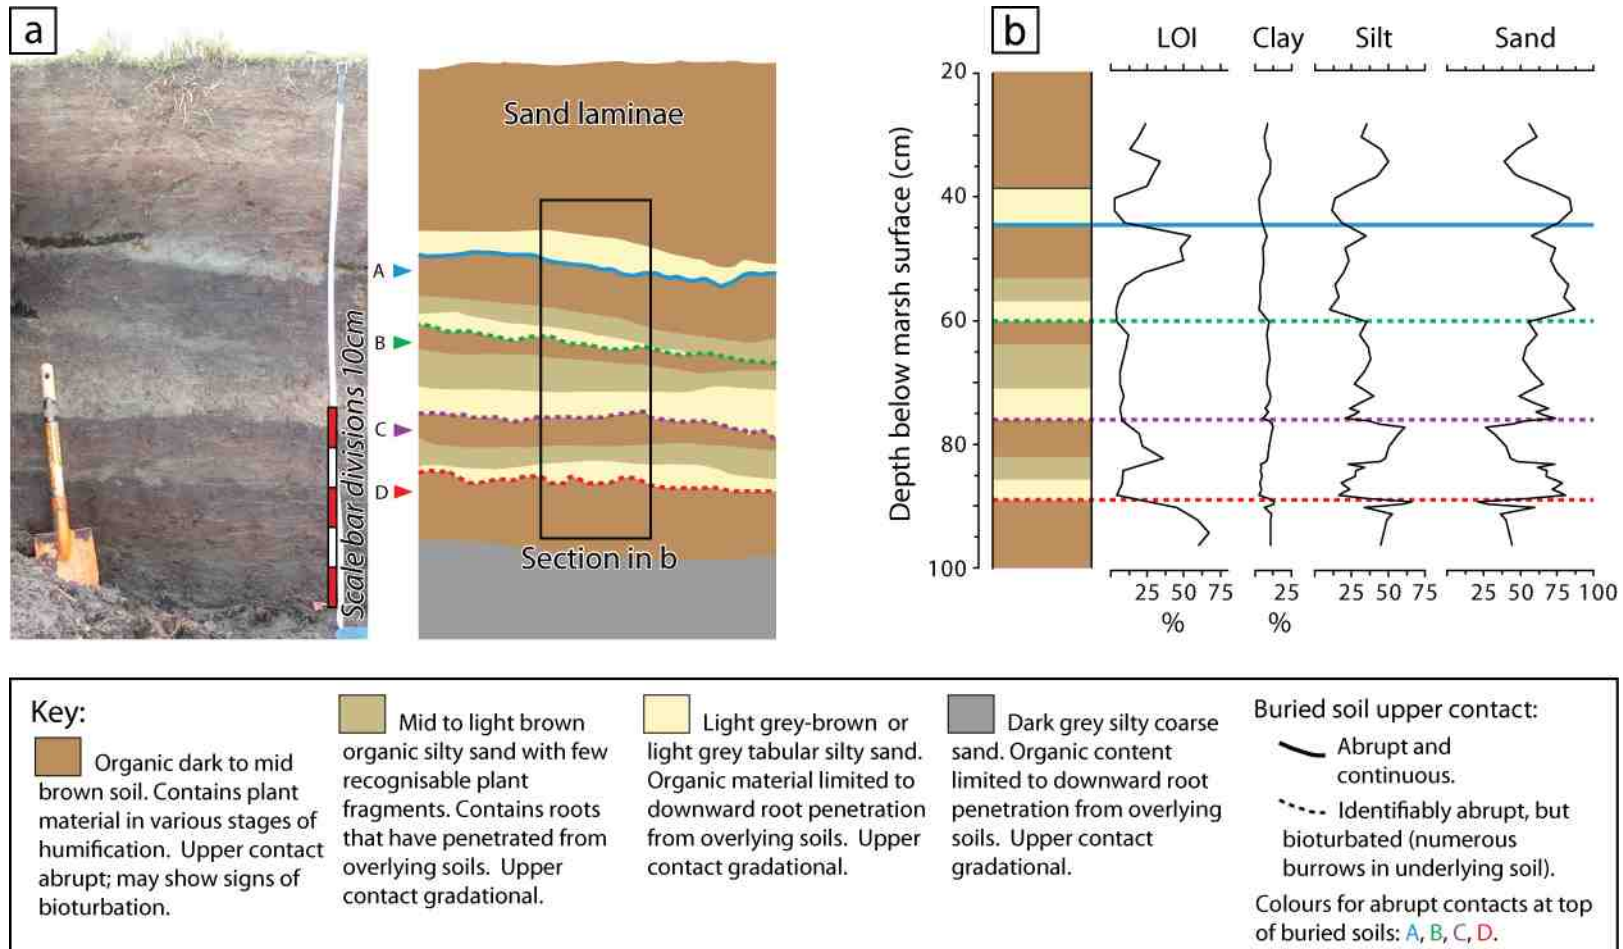 a
Sand laminae
A
B
C
D
Scale bar divisions 10cm
Section in b
b
LOI Clay Silt Sand
20
40
60
80
100
Depth below marsh surface (cm)
25 50 75 25 25 50 75 25 50 75 100
% %
Key:
Organic dark to mid
brown soil. Contains plant
material in various stages of
humification. Upper contact
abrupt; may show signs of
bioturbation.
Mid to light brown
organic silty sand with few
recognisable plant
fragments. Contains roots
that have penetrated from
overlying soils. Upper
contact gradational.
Light grey-brown or
light grey tabular silty sand.
Organic material limited to
downward root penetration
from overlying soils. Upper
contact gradational.
Dark grey silty coarse
sand. Organic content
limited to downward root
penetration from overlying
soils. Upper contact
gradational.
Buried soil upper contact:
Abrupt and
continuous.
Identifiably abrupt, but
bioturbated (numerous
burrows in underlying soil).
Colours for abrupt contacts at top
of buried soils: A, B, C, D.